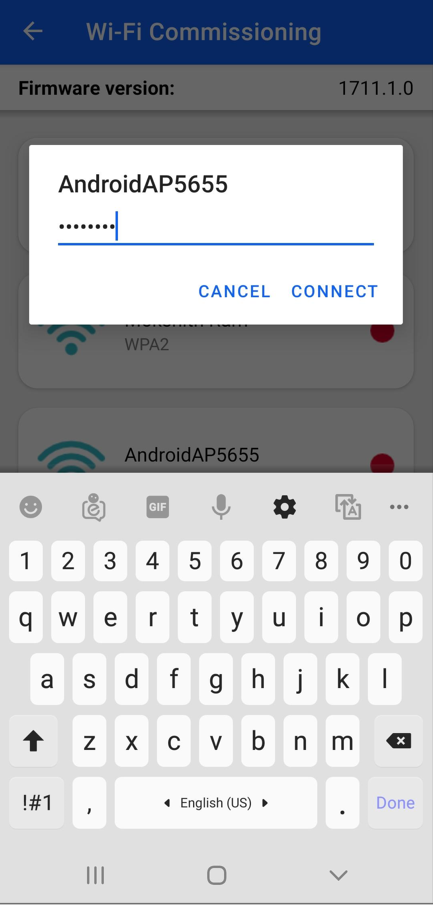 Wi-Fi Commissioning
Firmware version: 1711.1.0
AndroidAP5655
••••••••
CANCEL CONNECT
WPA2
AndroidAP5655
GIF
1 2 3 4 5 6 7 8 9 0
q w e r t y u i o p
a s d f g h j k l
z x c v b n m
!#1 , English (US) . Done